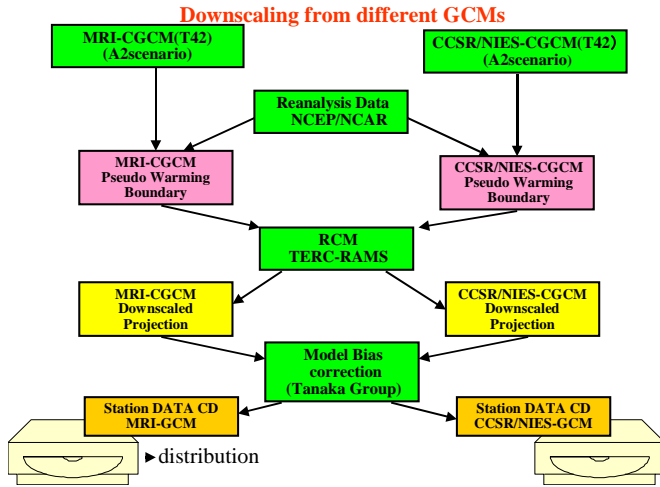 Downscaling from different GCMs
MRI-CGCM(T42)
(A2scenario)
CCSR/NIES-CGCM(T42)
(A2scenario)
Reanalysis Data
NCEP/NCAR
MRI-CGCM
Pseudo Warming
Boundary
CCSR/NIES-CGCM
Pseudo Warming
Boundary
RCM
TERC-RAMS
MRI-CGCM
Downscaled
Projection
CCSR/NIES-CGCM
Downscaled
Projection
Model Bias
correction
(Tanaka Group)
Station DATA CD
MRI-GCM
Station DATA CD
CCSR/NIES-GCM
distribution